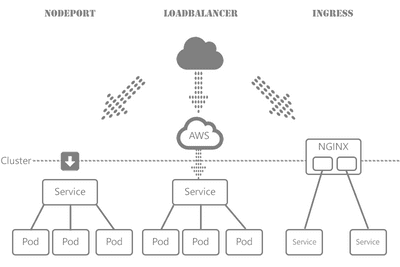 NODEPORT LOADBALANCER INGRESS
AWS
Cluster NGINX
Service Service
Pod Pod Pod Pod Pod Pod Service Service